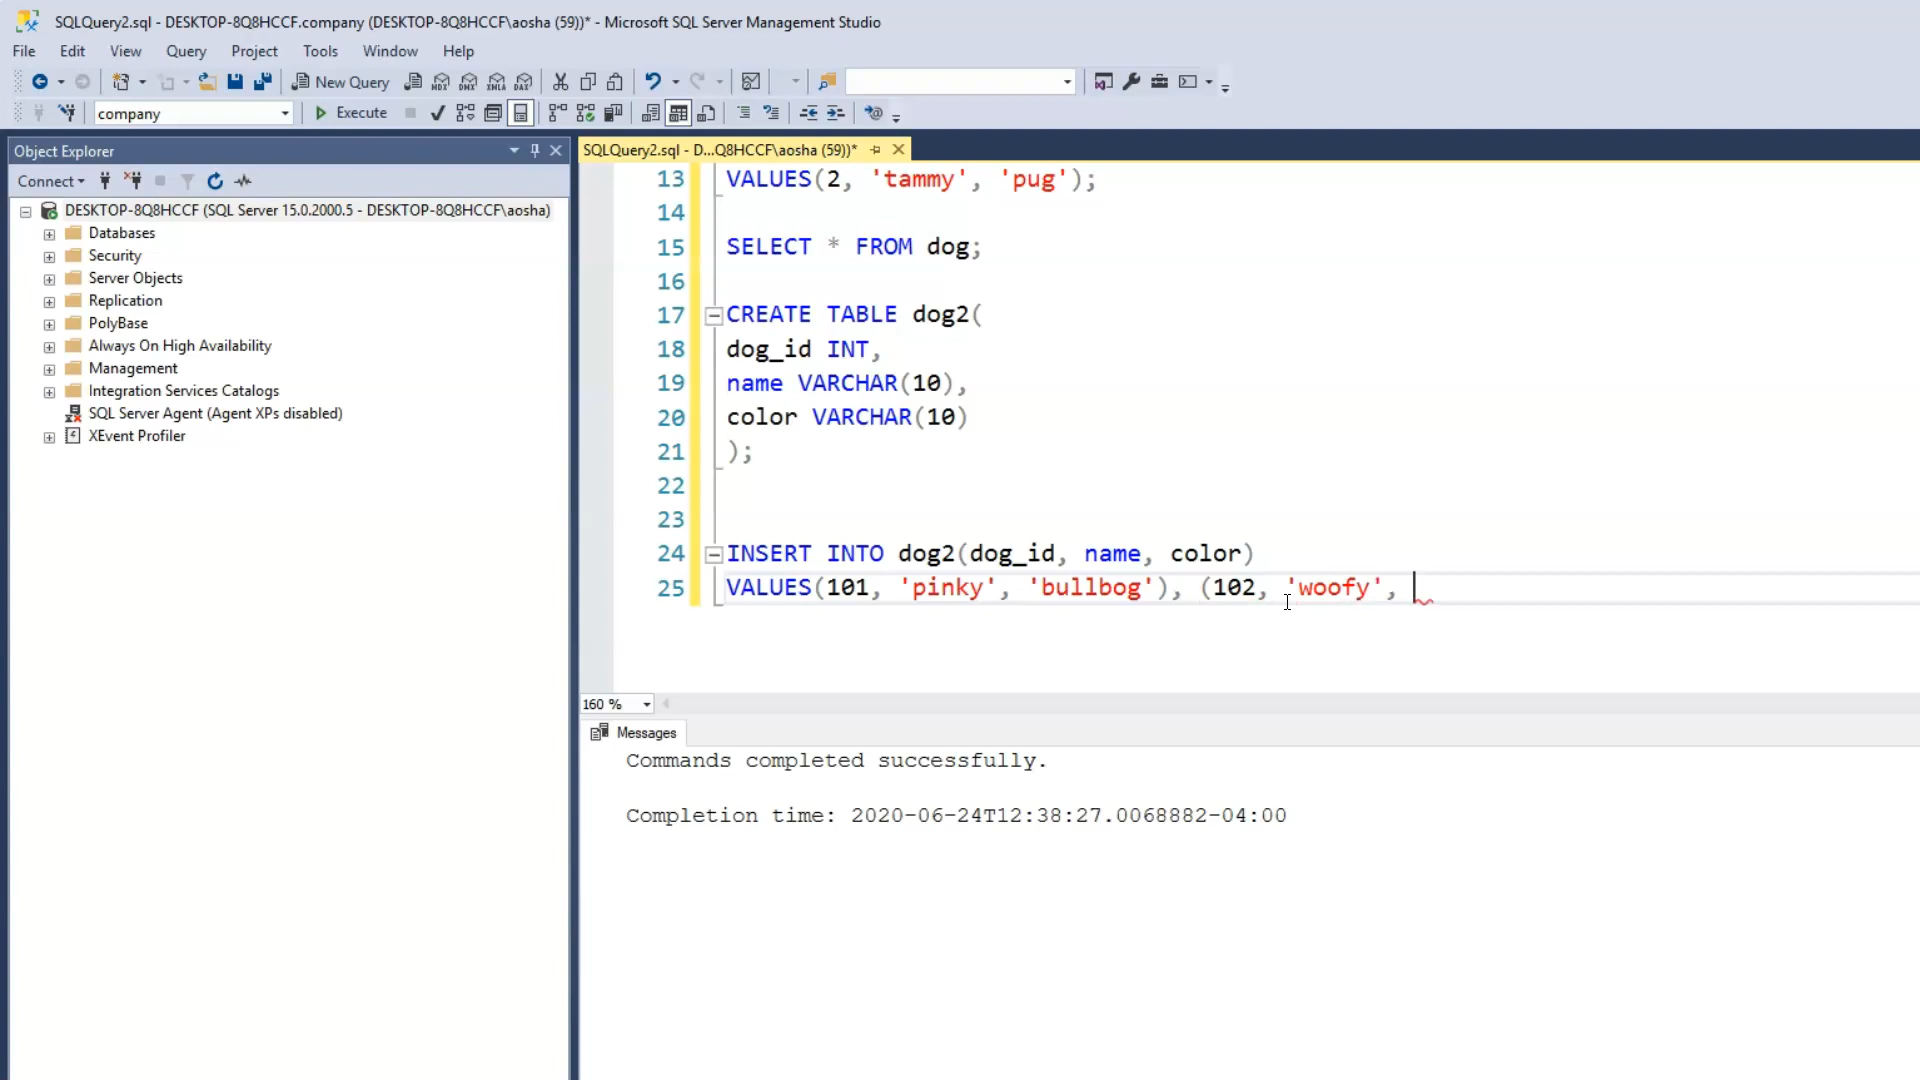 SQLQuery2.sql - DESKTOP-8Q8HCCF.company (DESKTOP-8Q8HCCF\aosha (59))* - Microsoft SQL Server Management Studio
File Edit View Query Project Tools Window Help
New Query MDX DMX XMLA DAX
company Execute
Object Explorer
SQLQuery2.sql - D...Q8HCCF\aosha (59))*
Connect
DESKTOP-8Q8HCCF (SQL Server 15.0.2000.5 - DESKTOP-8Q8HCCF\aosha)
Databases
Security
Server Objects
Replication
PolyBase
Always On High Availability
Management
Integration Services Catalogs
SQL Server Agent (Agent XPs disabled)
XEvent Profiler
13 VALUES(2, 'tammy', 'pug');
14
15 SELECT * FROM dog;
16
17 CREATE TABLE dog2(
18 dog_id INT,
19 name VARCHAR(10),
20 color VARCHAR(10)
21 );
22
23
24 INSERT INTO dog2(dog_id, name, color)
25 VALUES(101, 'pinky', 'bullbog'), (102, 'woofy',
160 %
Messages
Commands completed successfully.
Completion time: 2020-06-24T12:38:27.0068882-04:00